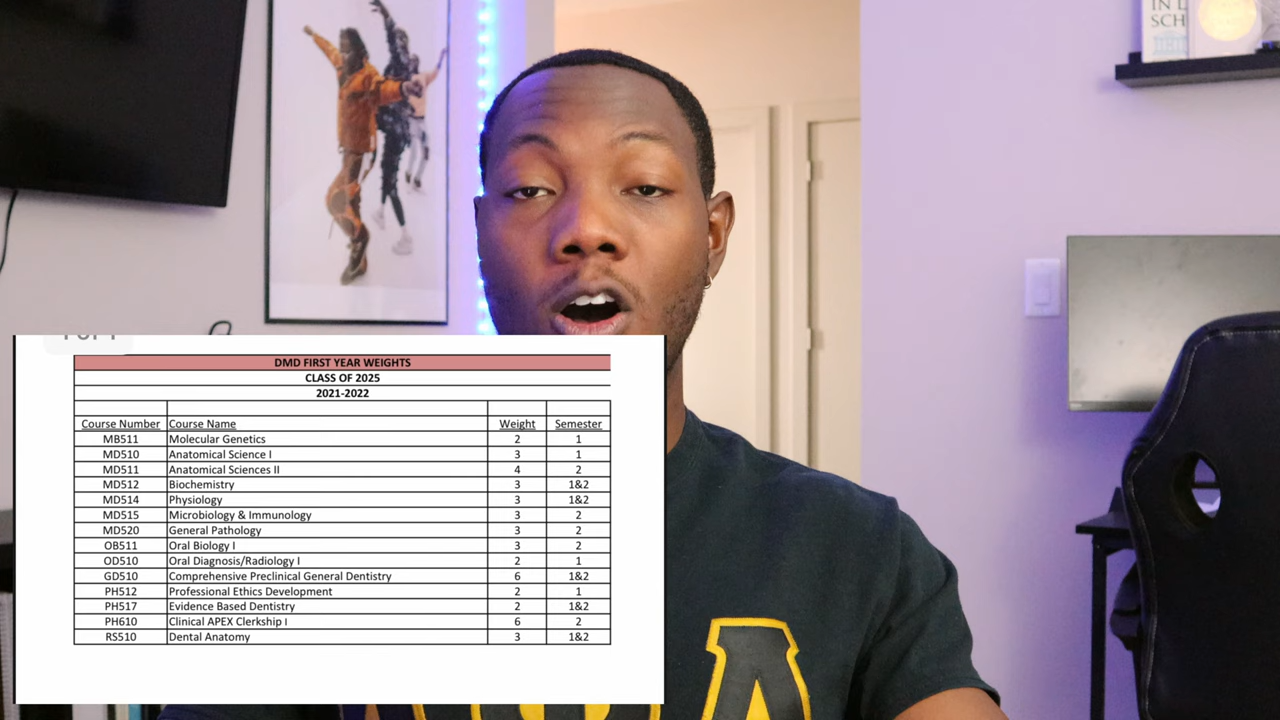 IN L
SCH
DMD FIRST YEAR WEIGHTS
CLASS OF 2025
2021-2022
Course Number Course Name Weight Semester
MB511 Molecular Genetics 2 1
MD510 Anatomical Science I 3 1
MD511 Anatomical Sciences II 4 2
MD512 Biochemistry 3 1&2
MD514 Physiology 3 1&2
MD515 Microbiology & Immunology 3 2
MD520 General Pathology 3 2
OB511 Oral Biology I 3 2
OD510 Oral Diagnosis/Radiology I 2 1
GD510 Comprehensive Preclinical General Dentistry 6 1&2
PH512 Professional Ethics Development 2 1
PH517 Evidence Based Dentistry 2 1&2
PH610 Clinical APEX Clerkship I 6 2
RS510 Dental Anatomy 3 1&2